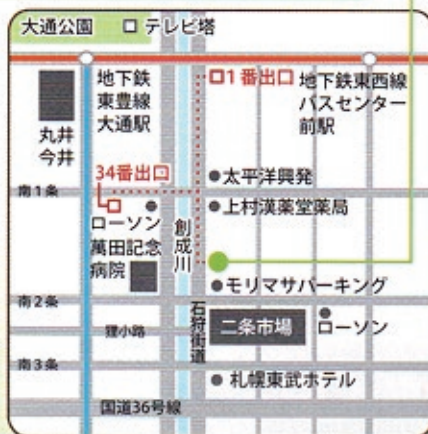 大通公園
テレビ塔
地下鉄
東豊線
大通駅
1番出口
地下鉄東西線
バスセンター
前駅
丸井
今井
34番出口
太平洋興発
南1条
上村漢薬堂薬局
ローソン
萬田記念
病院
創成川
モリマサパーキング
南2条
石狩街道
二条市場
ローソン
狸小路
南3条
札幌東武ホテル
国道36号線